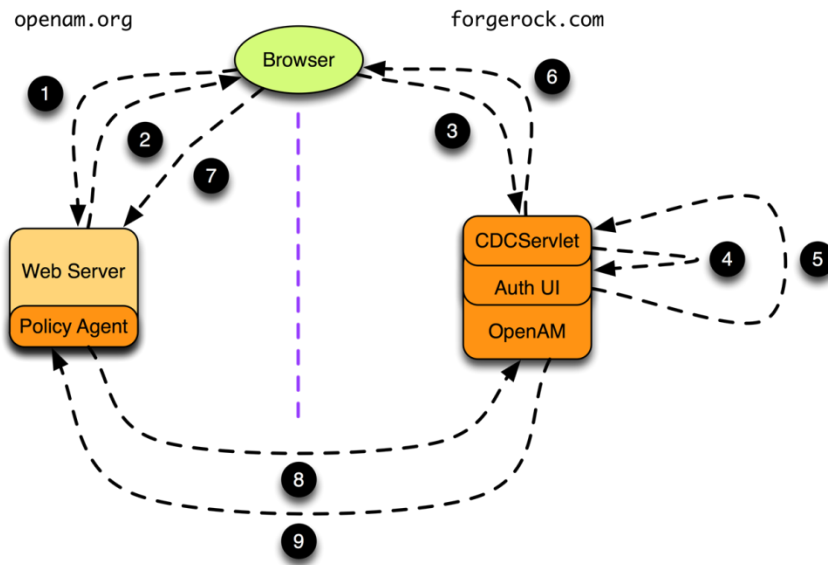 openam.org
forgerock.com
Browser
1
6
2
3
7
CDCServlet
4
5
Web Server
Auth UI
Policy Agent
OpenAM
8
9